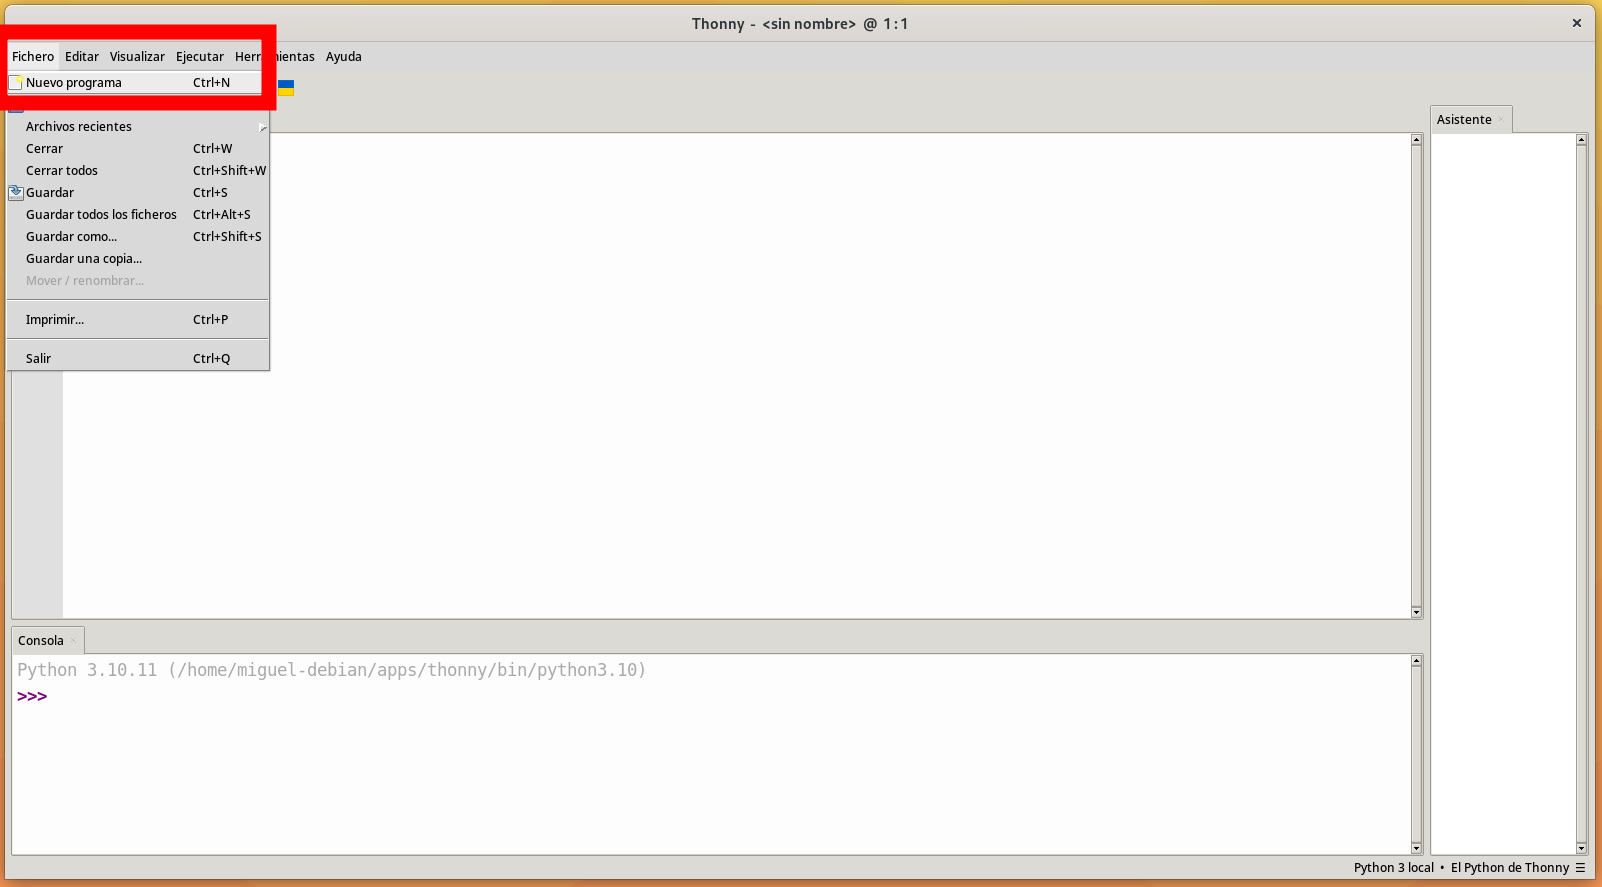 Thonny - <sin nombre> @ 1:1
Fichero Editar Visualizar Ejecutar Ayuda
Nuevo programa Ctrl+N
Archivos recientes
Cerrar Ctrl+W
Cerrar todos Ctrl+Shift+W
Guardar Ctrl+S
Guardar todos los ficheros Ctrl+Alt+S
Guardar como... Ctrl+Shift+S
Guardar una copia...
Mover / renombrar...
Imprimir... Ctrl+P
Salir Ctrl+Q
Asistente
Consola
Python 3.10.11 (/home/miguel-debian/apps/thonny/bin/python3.10)
>>>
Python 3 local • El Python de Thonny ☰